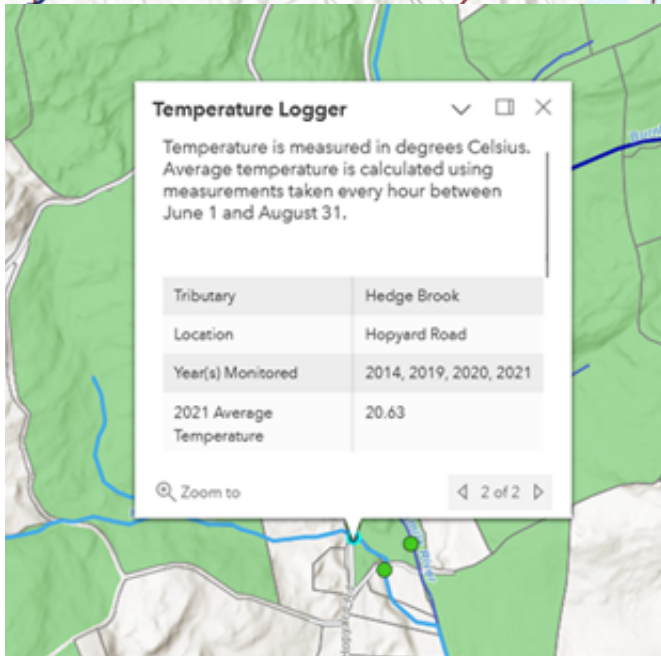 Temperature Logger
Temperature is measured in degrees Celsius.
Average temperature is calculated using
measurements taken every hour between
June 1 and August 31.
Tributary Hedge Brook
Location Hopyard Road
Year(s) Monitored 2014, 2019, 2020, 2021
2021 Average 20.63
Temperature
Zoom to 2 of 2
River
Hopyard